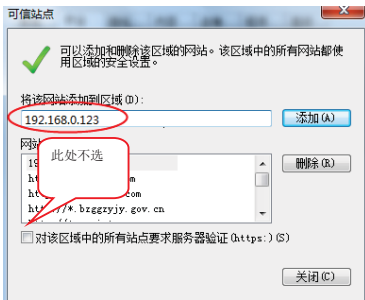 可信站点
可以添加和删除该区域的网站。该区域中的所有网站都使
用区域的安全设置。
将该网站添加到区域(D):
192.168.0.123
添加(A)
网站
此处不选
删除(R)
http://*.bzggzyjy.gov.cn
对该区域中的所有站点要求服务器验证(https:)(S)
关闭(C)